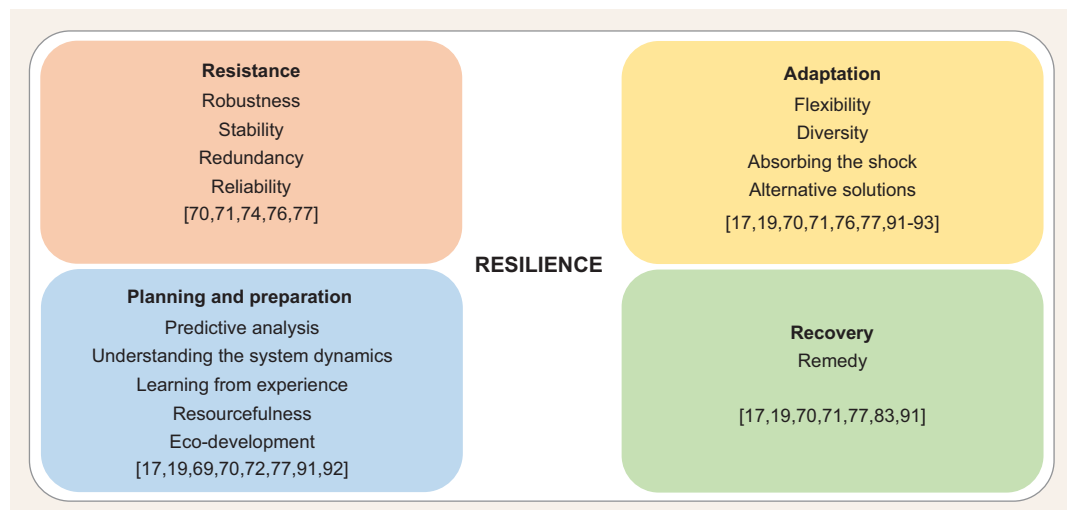 Resistance
Robustness
Stability
Redundancy
Reliability
[70,71,74,76,77]
Adaptation
Flexibility
Diversity
Absorbing the shock
Alternative solutions
[17,19,70,71,76,77,91-93]
RESILIENCE
Planning and preparation
Predictive analysis
Understanding the system dynamics
Learning from experience
Resourcefulness
Eco-development
[17,19,69,70,72,77,91,92]
Recovery
Remedy
[17,19,70,71,77,83,91]